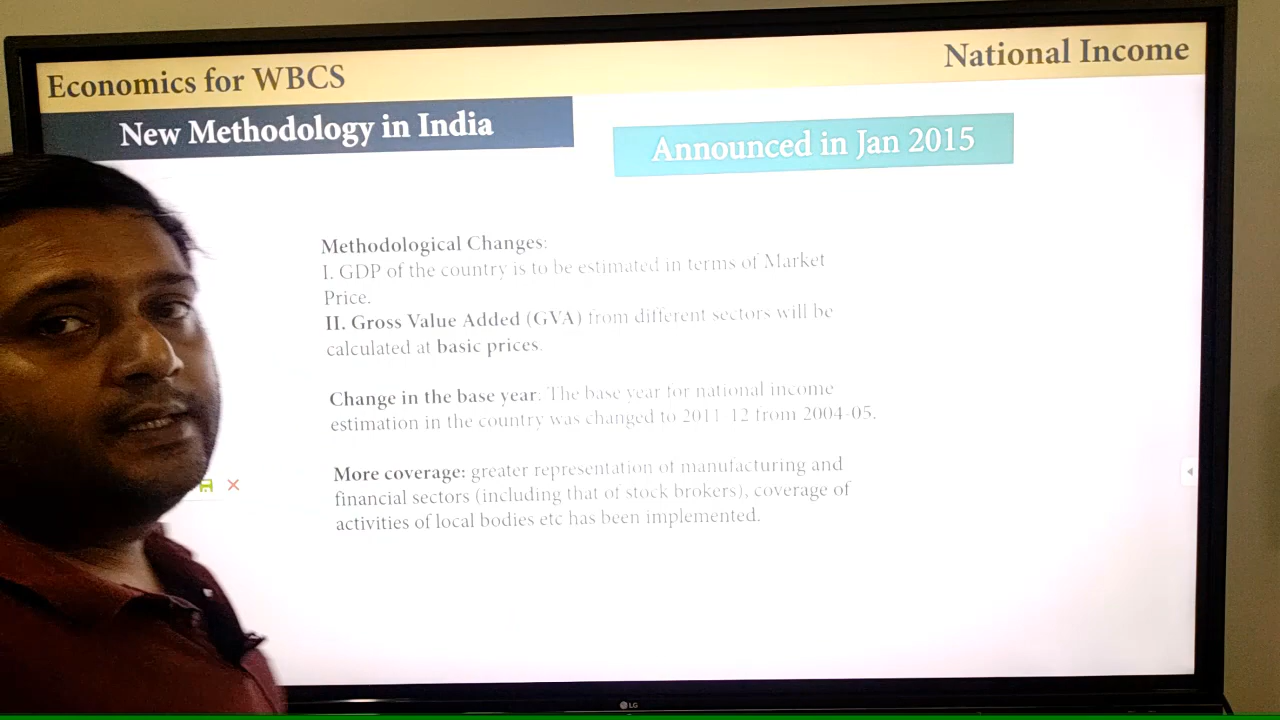 Economics for WBCS
National Income
New Methodology in India
Announced in Jan 2015
Methodological Changes:
I. GDP of the country is to be estimated in terms of Market
Price.
II. Gross Value Added (GVA) from different sectors will be
calculated at basic prices.
Change in the base year: The base year for national income
estimation in the country was changed to 2011-12 from 2004-05.
More coverage: greater representation of manufacturing and
financial sectors (including that of stock brokers), coverage of
activities of local bodies etc has been implemented.
LG